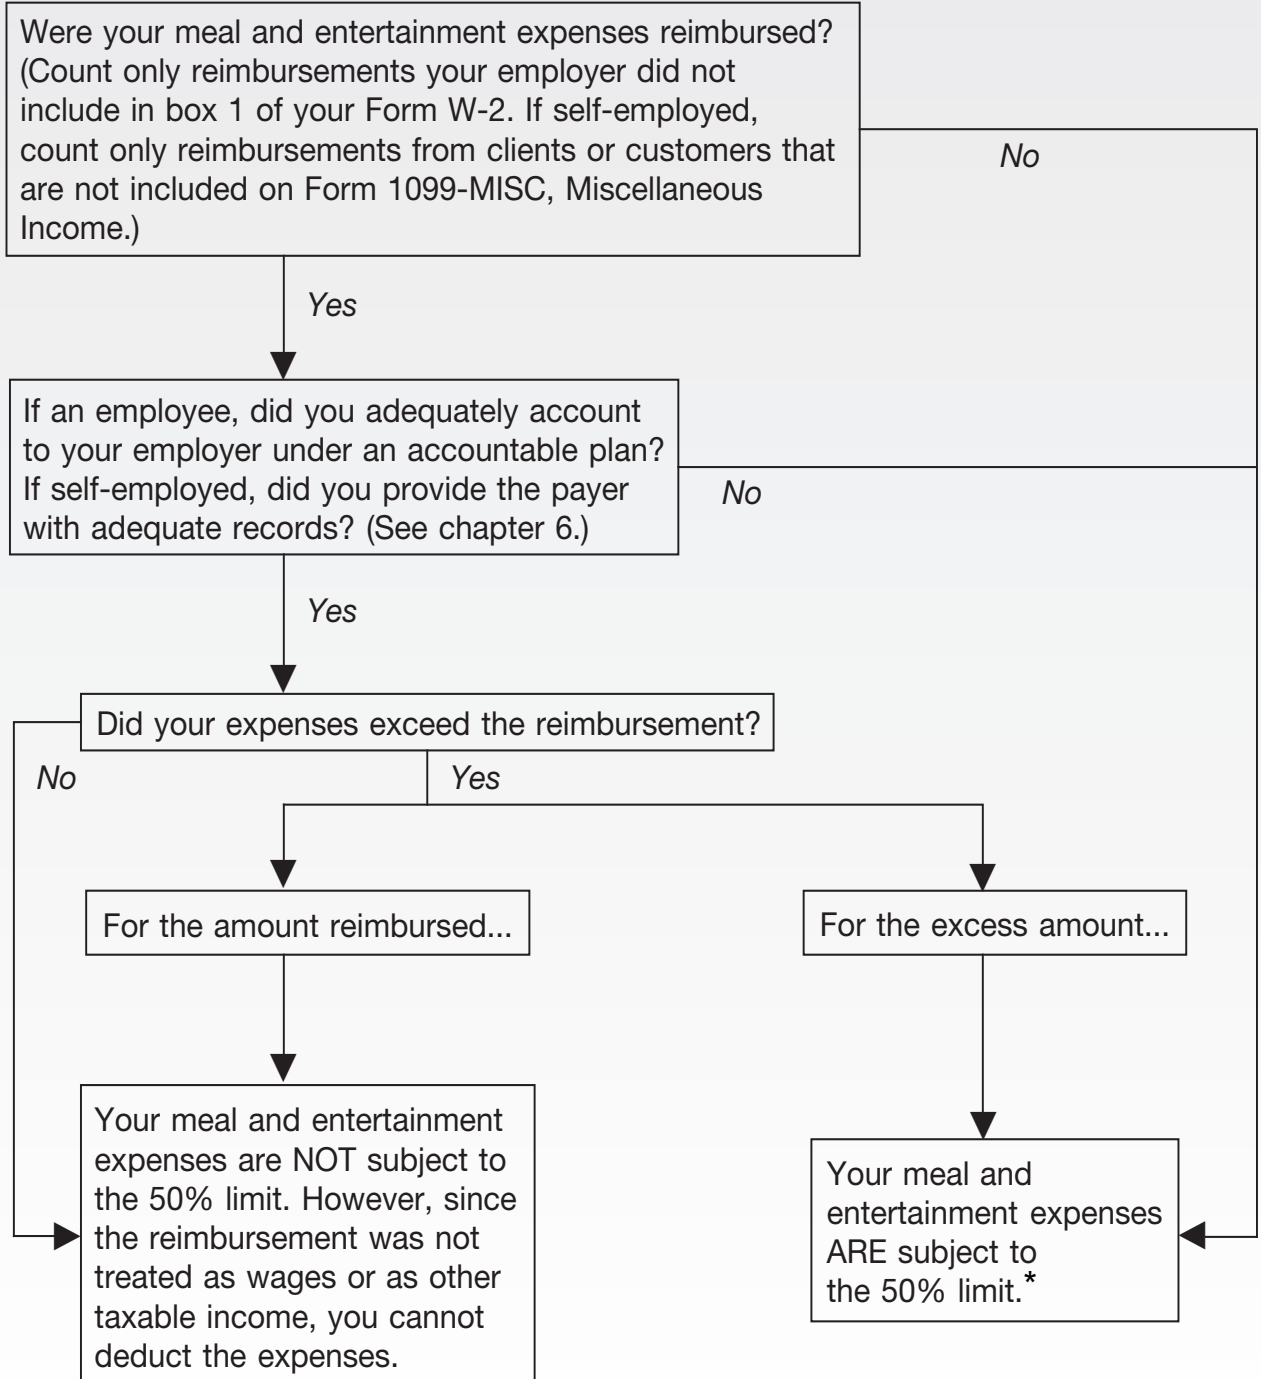 Were your meal and entertainment expenses reimbursed?
(Count only reimbursements your employer did not
include in box 1 of your Form W-2. If self-employed,
count only reimbursements from clients or customers that
are not included on Form 1099-MISC, Miscellaneous
Income.)
No
Yes
If an employee, did you adequately account
to your employer under an accountable plan?
If self-employed, did you provide the payer
with adequate records? (See chapter 6.)
No
Yes
Did your expenses exceed the reimbursement?
No
Yes
For the amount reimbursed...
For the excess amount...
Your meal and entertainment
expenses are NOT subject to
the 50% limit. However, since
the reimbursement was not
treated as wages or as other
taxable income, you cannot
deduct the expenses.
Your meal and
entertainment expenses
ARE subject to
the 50% limit.*